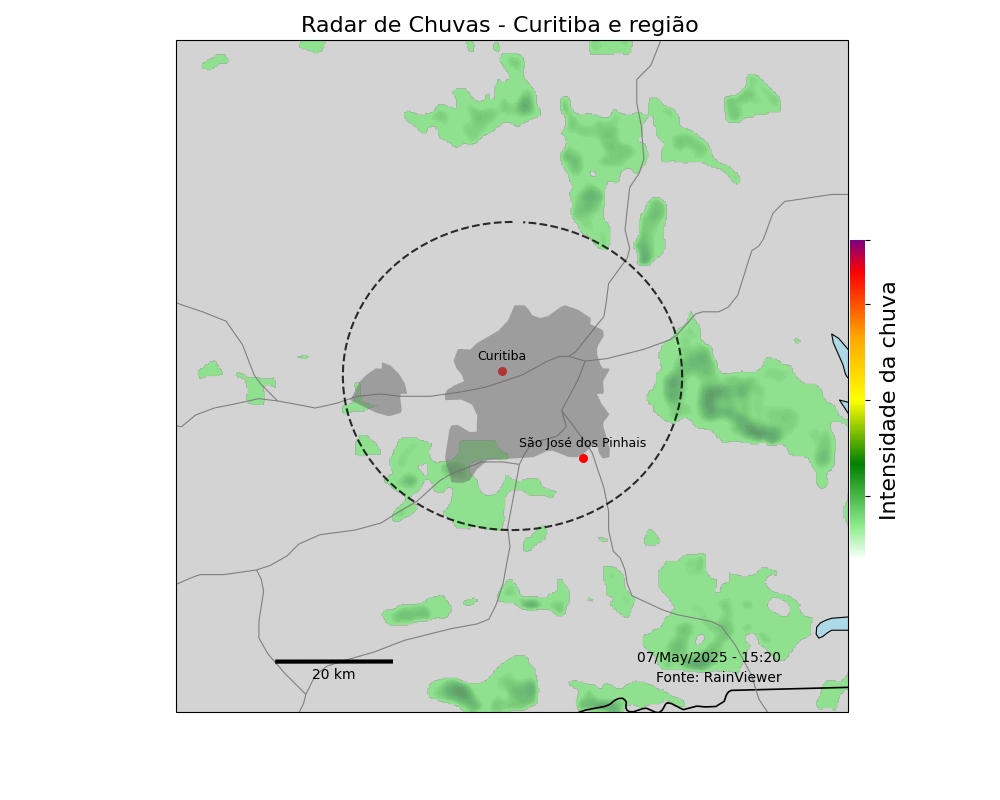 Radar de Chuvas - Curitiba e região
Curitiba
São José dos Pinhais
Intensidade da chuva
07/May/2025 - 15:20
20 km
Fonte: RainViewer